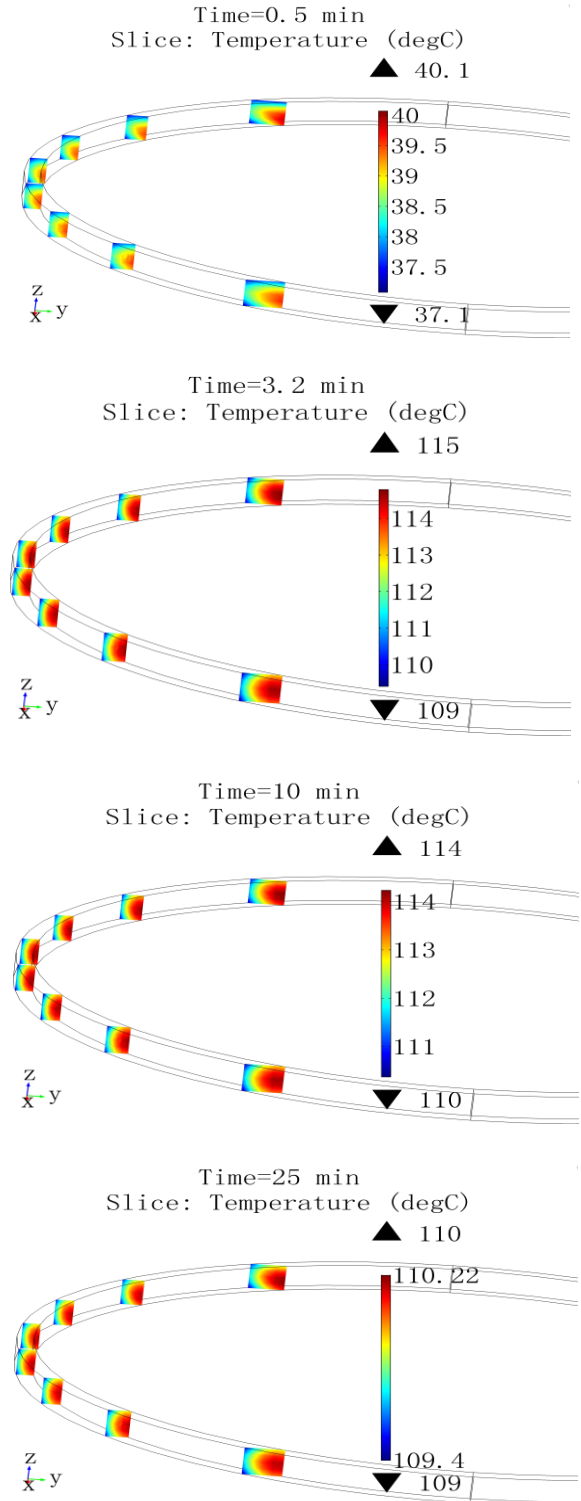 Time=0.5 min
Slice: Temperature (degC)
40.1
40
39.5
39
38.5
38
37.5
37.1
z
y
x
Time=3.2 min
Slice: Temperature (degC)
115
114
113
112
111
110
109
z
y
x
Time=10 min
Slice: Temperature (degC)
114
114
113
112
111
110
z
y
x
Time=25 min
Slice: Temperature (degC)
110
110.22
109.4
109
z
y
x